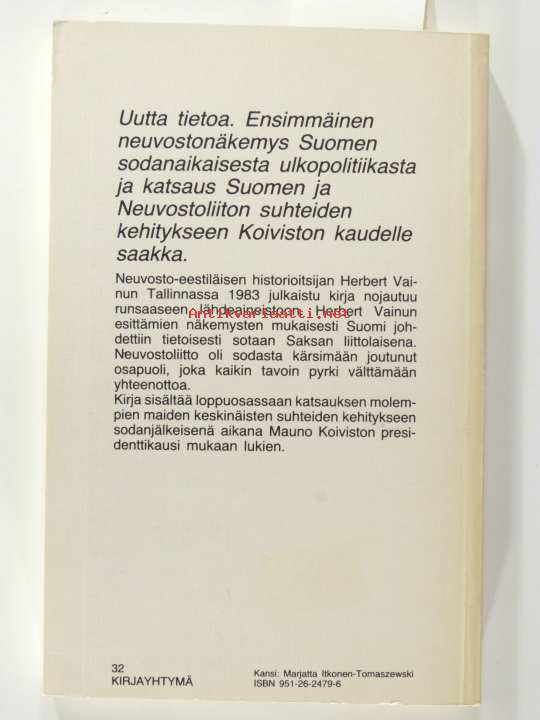 Uutta tietoa. Ensimmäinen
neuvostonäkemys Suomen
sodanaikaisesta ulkopolitiikasta
ja katsaus Suomen ja
Neuvostoliiton suhteiden
kehitykseen Koiviston kaudelle
saakka.
Neuvosto-eestiläisen historioitsijan Herbert Vai-
nun Tallinnassa 1983 julkaistu kirja nojautuu
runsaaseen lähdeaineistoon. Herbert Vainun
Antikvariaatti.net
esittämien näkemysten mukaisesti Suomi joh-
dettiin tietoisesti sotaan Saksan liittolaisena.
Neuvostoliitto oli sodasta kärsimään joutunut
osapuoli, joka kaikin tavoin pyrki välttämään
yhteenottoa.
Kirja sisältää loppuosassaan katsauksen molem-
pien maiden keskinäisten suhteiden kehitykseen
sodanjälkeisenä aikana Mauno Koiviston presi-
denttikausi mukaan lukien.
32
KIRJAYHTYMÄ
Kansi: Marjatta Itkonen-Tomaszewski
ISBN 951-26-2479-6